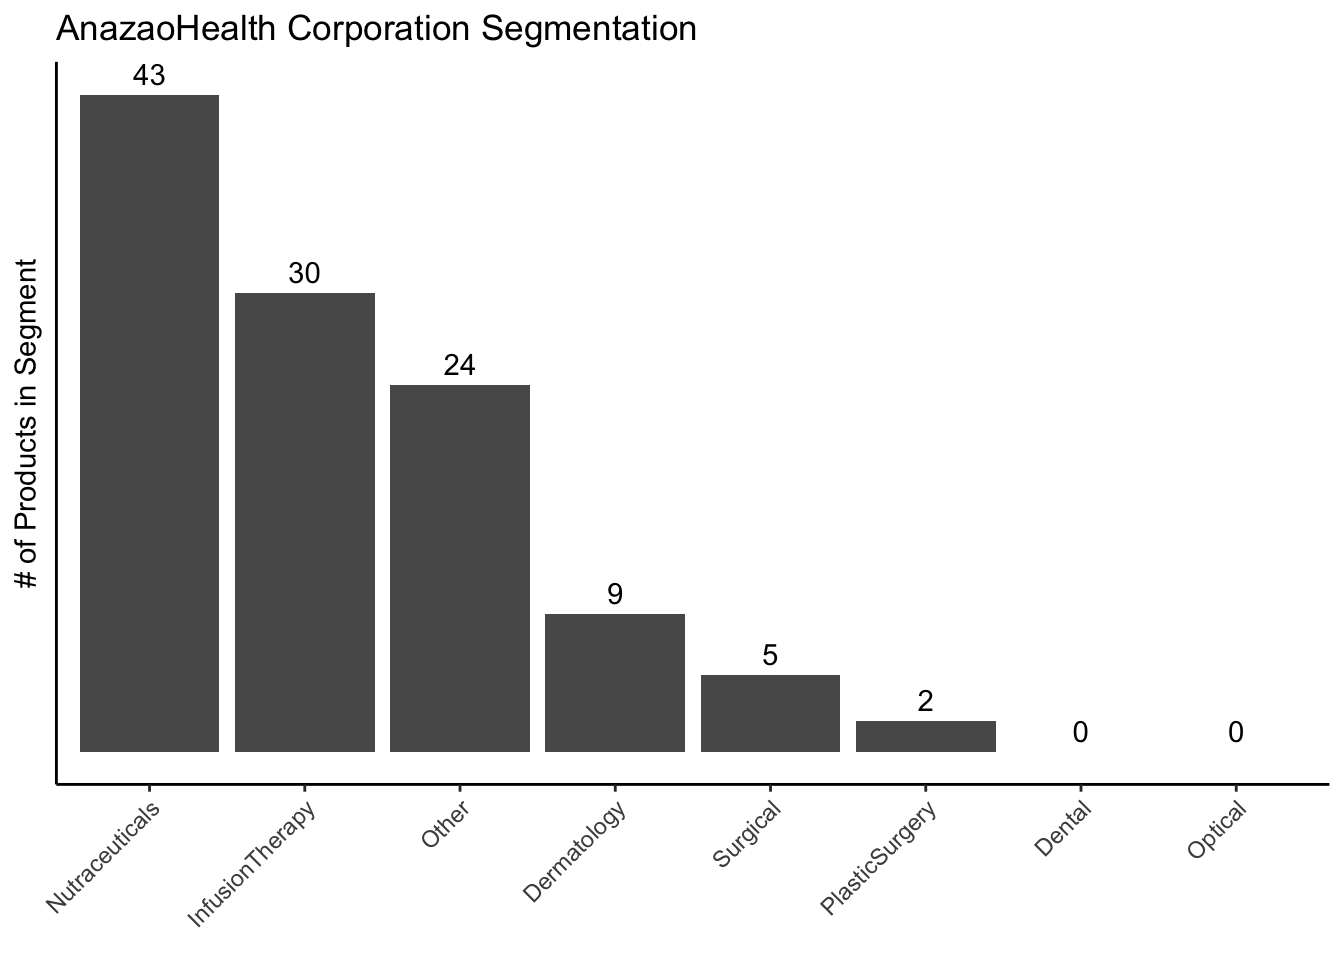 AnazaoHealth Corporation Segmentation
# of Products in Segment
43
30
24
9
5
2
0
0
Nutraceuticals
InfusionTherapy
Other
Dermatology
Surgical
PlasticSurgery
Dental
Optical